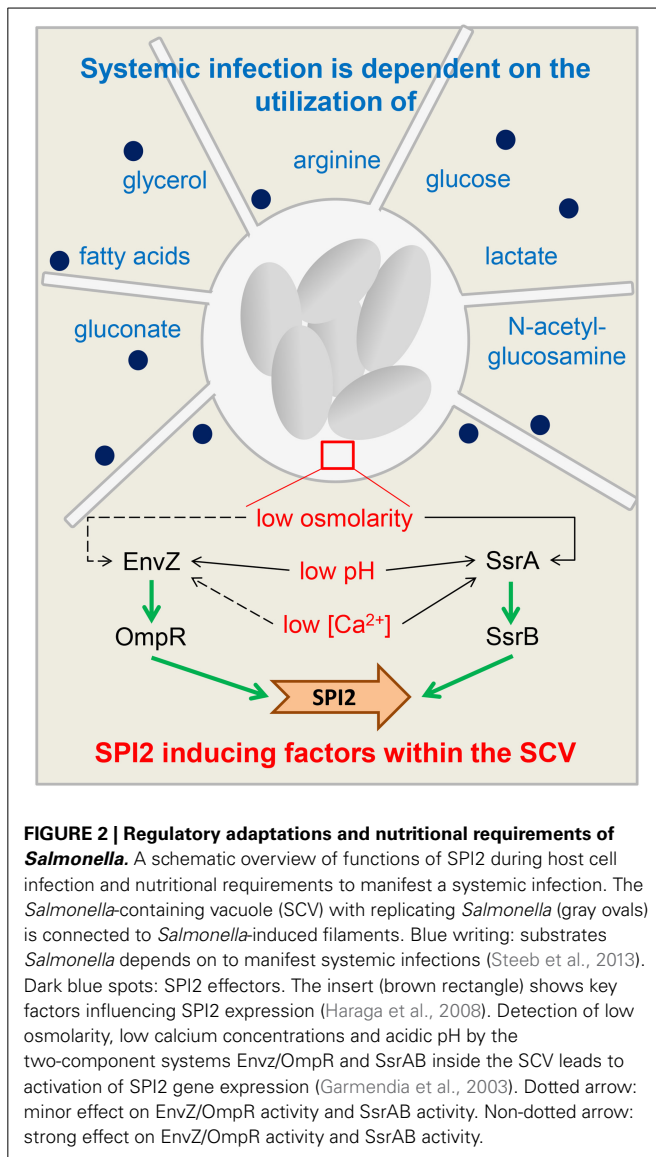 Systemic infection is dependent on the
utilization of
arginine
glycerol
glucose
fatty acids
lactate
gluconate
N-acetyl-
glucosamine
low osmolarity
EnvZ
low pH
SsrA
low [Ca²⁺]
OmpR
SsrB
SPI2
SPI2 inducing factors within the SCV
FIGURE 2 | Regulatory adaptations and nutritional requirements of
Salmonella. A schematic overview of functions of SPI2 during host cell
infection and nutritional requirements to manifest a systemic infection. The
Salmonella-containing vacuole (SCV) with replicating Salmonella (gray ovals)
is connected to Salmonella-induced filaments. Blue writing: substrates
Salmonella depends on to manifest systemic infections (Steeb et al., 2013).
Dark blue spots: SPI2 effectors. The insert (brown rectangle) shows key
factors influencing SPI2 expression (Haraga et al., 2008). Detection of low
osmolarity, low calcium concentrations and acidic pH by the
two-component systems Envz/OmpR and SsrAB inside the SCV leads to
activation of SPI2 gene expression (Garmendia et al., 2003). Dotted arrow:
minor effect on EnvZ/OmpR activity and SsrAB activity. Non-dotted arrow:
strong effect on EnvZ/OmpR activity and SsrAB activity.